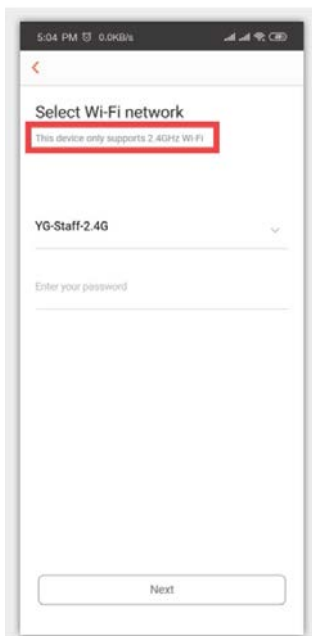 5:04 PM 0.0KB/s
Select Wi-Fi network
This device only supports 2.4GHz Wi-Fi
YG-Staff-2.4G
Enter your password
Next